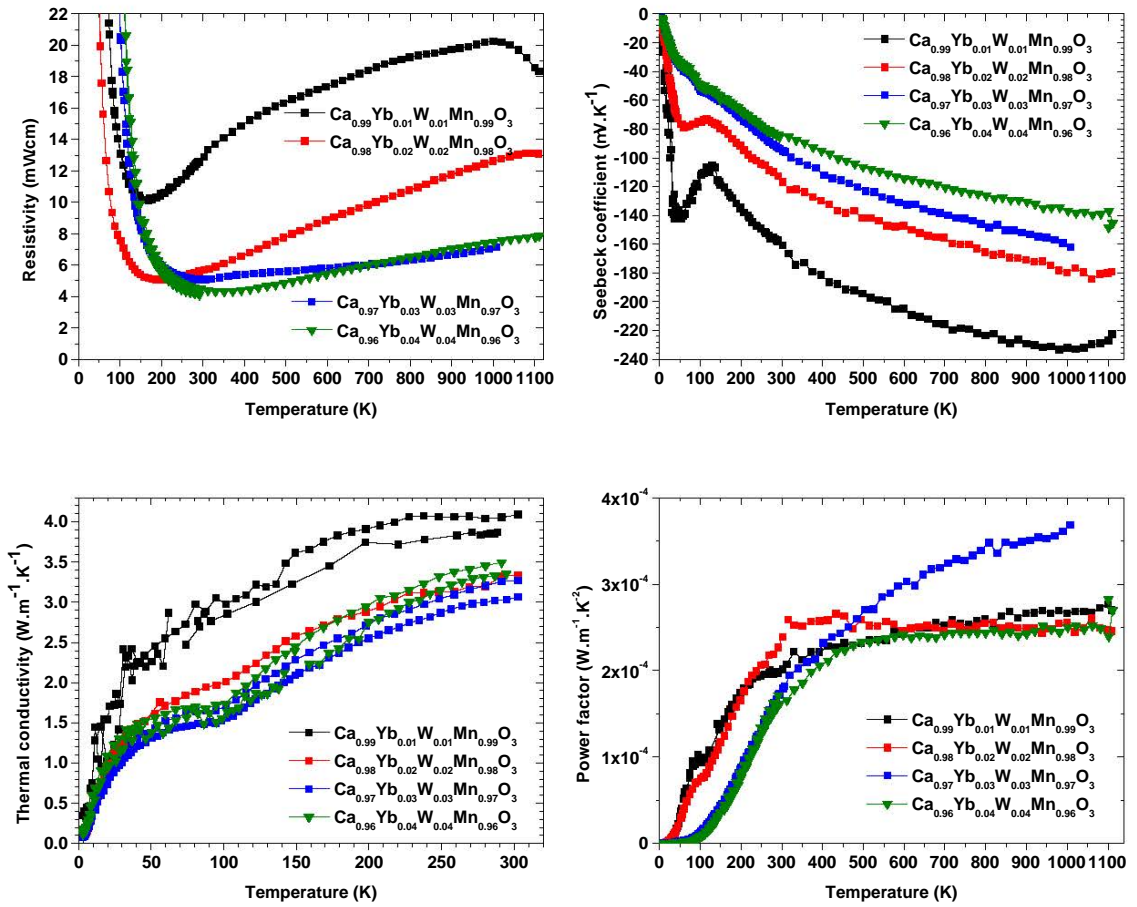 22
20
18
16
14
12
10
8
6
4
2
0
Resistivity (mWcm)
Ca0.99Yb0.01W0.01Mn0.99O3
Ca0.98Yb0.02W0.02Mn0.98O3
Ca0.97Yb0.03W0.03Mn0.97O3
Ca0.96Yb0.04W0.04Mn0.96O3
0 100 200 300 400 500 600 700 800 900 1000 1100
Temperature (K)
0
-20
-40
-60
-80
-100
-120
-140
-160
-180
-200
-220
-240
Seebeck coefficient (mV.K-1)
Ca0.99Yb0.01W0.01Mn0.99O3
Ca0.98Yb0.02W0.02Mn0.98O3
Ca0.97Yb0.03W0.03Mn0.97O3
Ca0.96Yb0.04W0.04Mn0.96O3
0 100 200 300 400 500 600 700 800 900 1000 1100
Temperature (K)
4.0
3.5
3.0
2.5
2.0
1.5
1.0
0.5
0.0
Thermal conductivity (W.m-1.K-1)
Ca0.99Yb0.01W0.01Mn0.99O3
Ca0.98Yb0.02W0.02Mn0.98O3
Ca0.97Yb0.03W0.03Mn0.97O3
Ca0.96Yb0.04W0.04Mn0.96O3
0 50 100 150 200 250 300
Temperature (K)
4x10-4
3x10-4
2x10-4
1x10-4
0
Power factor (W.m-1.K-2)
Ca0.99Yb0.01W0.01Mn0.99O3
Ca0.98Yb0.02W0.02Mn0.98O3
Ca0.97Yb0.03W0.03Mn0.97O3
Ca0.96Yb0.04W0.04Mn0.96O3
0 100 200 300 400 500 600 700 800 900 1000 1100
Temperature (K)